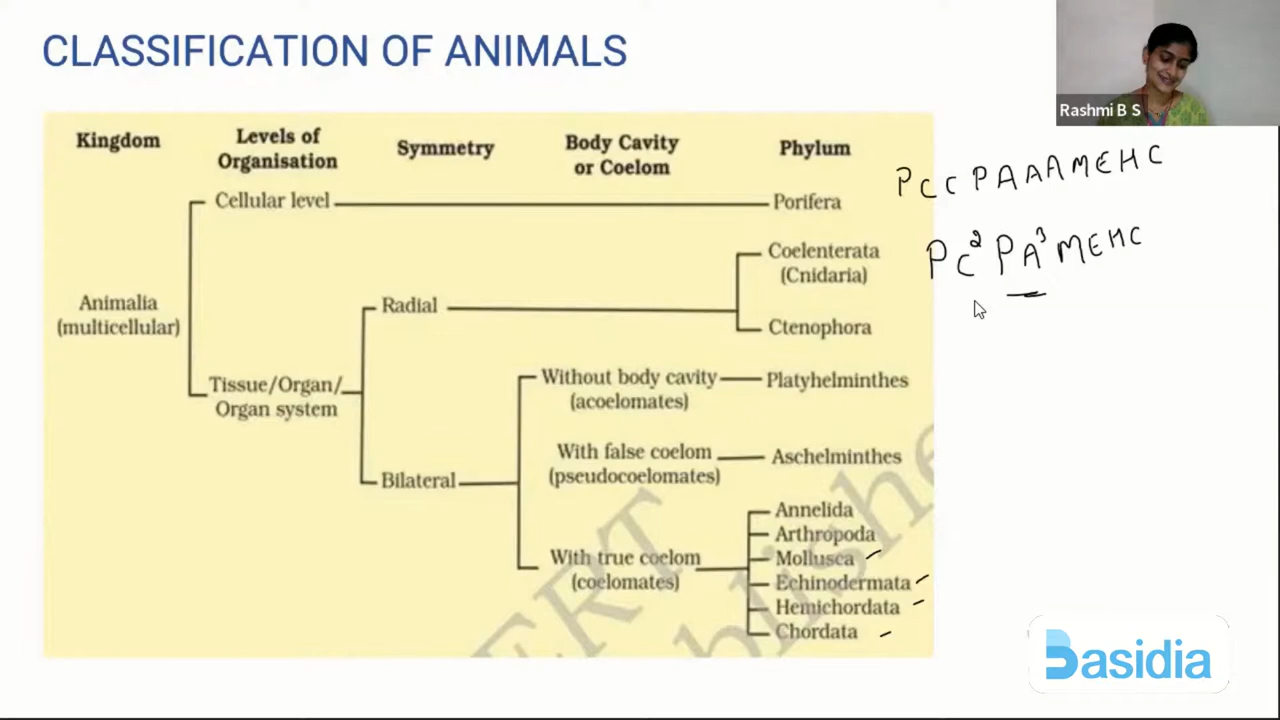 CLASSIFICATION OF ANIMALS
Rashmi B S
Kingdom
Levels of
Organisation
Symmetry
Body Cavity
or Coelom
Phylum
Cellular level
Porifera
Animalia
(multicellular)
Tissue/Organ/
Organ system
Radial
Coelenterata
(Cnidaria)
Ctenophora
Bilateral
Without body cavity
(acoelomates)
Platyhelminthes
With false coelom
(pseudocoelomates)
Aschelminthes
With true coelom
(coelomates)
Annelida
Arthropoda
Mollusca
Echinodermata
Hemichordata
Chordata
PCCPAAAMEHC
PC²PA³MEHC
Basidia